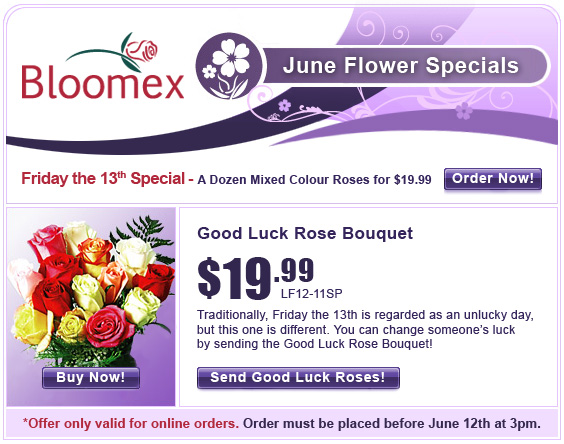 Bloomex
June Flower Specials
Friday the 13th Special - A Dozen Mixed Colour Roses for $19.99 Order Now!
Good Luck Rose Bouquet
$19.99
LF12-11SP
Traditionally, Friday the 13th is regarded as an unlucky day,
but this one is different. You can change someone's luck
by sending the Good Luck Rose Bouquet!
Buy Now!
Send Good Luck Roses!
*Offer only valid for online orders. Order must be placed before June 12th at 3pm.